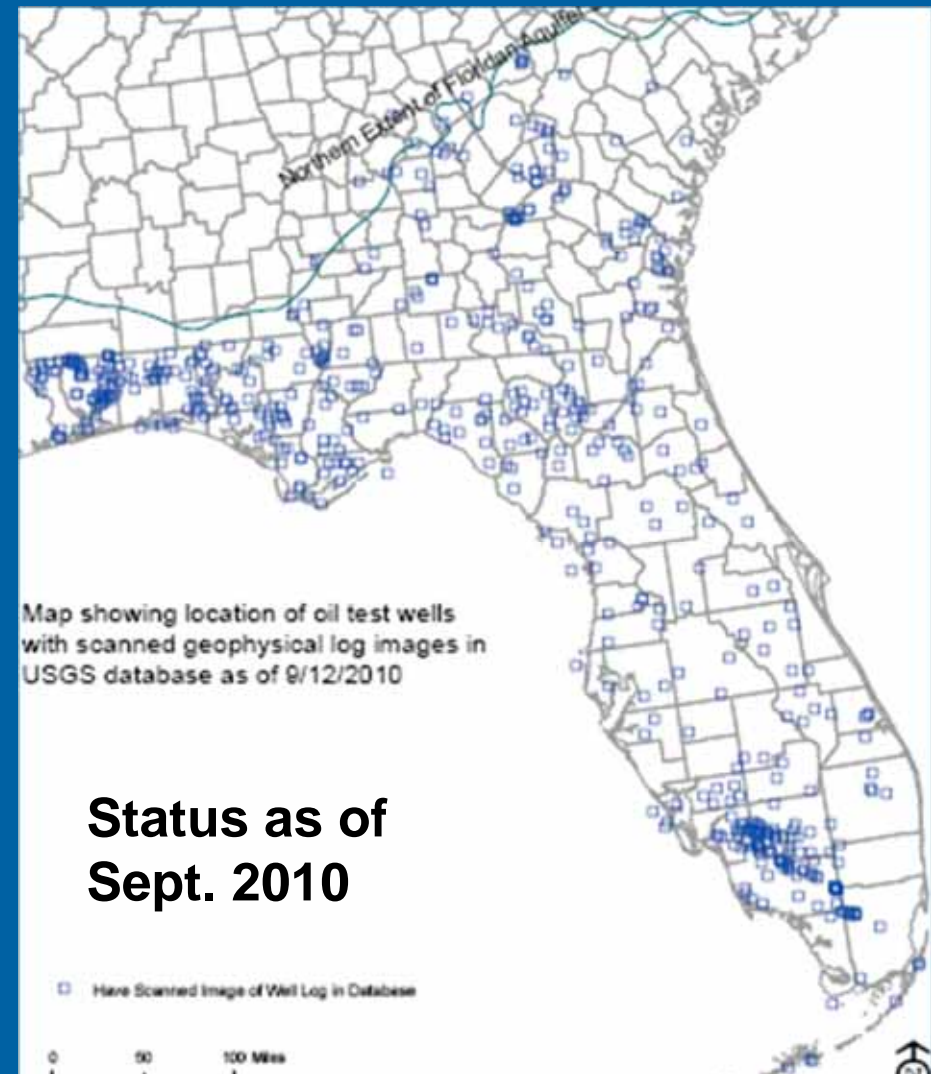 Northern Extent of Floridan Aquifer
Map showing location of oil test wells
with scanned geophysical log images in
USGS database as of 9/12/2010
Status as of
Sept. 2010
Have Scanned Image of Well Log in Database
0 50 100 Miles